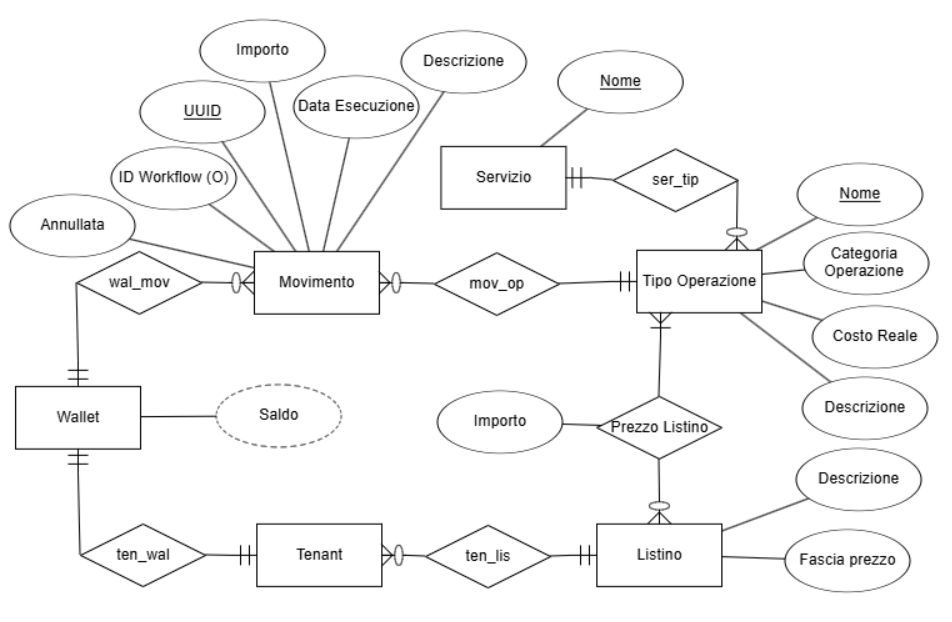 Importo
Descrizione
Nome
UUID
Data Esecuzione
ID Workflow (O)
Servizio
ser_tip
Nome
Annullata
Categoria
Operazione
wal_mov
Movimento
mov_op
Tipo Operazione
Costo Reale
Wallet
Saldo
Importo
Prezzo Listino
Descrizione
Descrizione
ten_wal
Tenant
ten_lis
Listino
Fascia prezzo